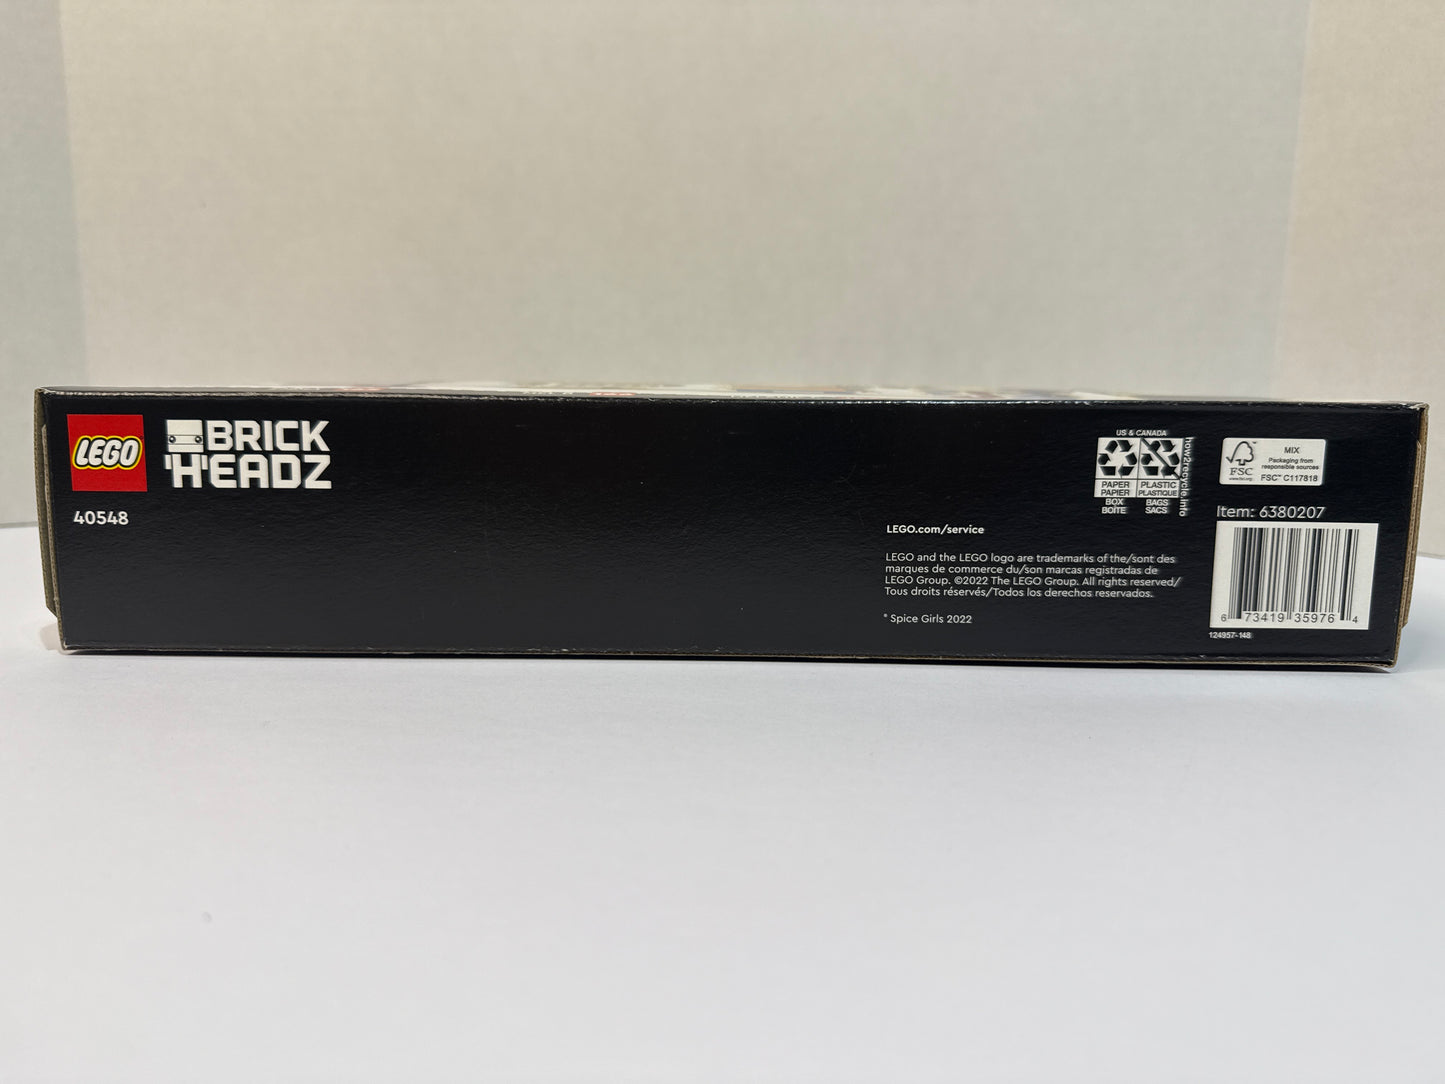 LEGO
BRICK
HEADZ
40548
LEGO.com/service
LEGO and the LEGO logo are trademarks of the/sont des
marques de commerce du/son marcas registradas de
LEGO Group. ©2022 The LEGO Group. All rights reserved/
Tous droits réservés/Todos los derechos reservados.
* Spice Girls 2022
US & CANADA
PAPER
PAPIER
BOX
BOÎTE
PLASTIC
PLASTIQUE
BAGS
SACS
how2recycle.info
FSC
www.fsc.org
MIX
Packaging from
responsible sources
FSC™ C117818
Item: 6380207
6 73419 35976 4
124957-148